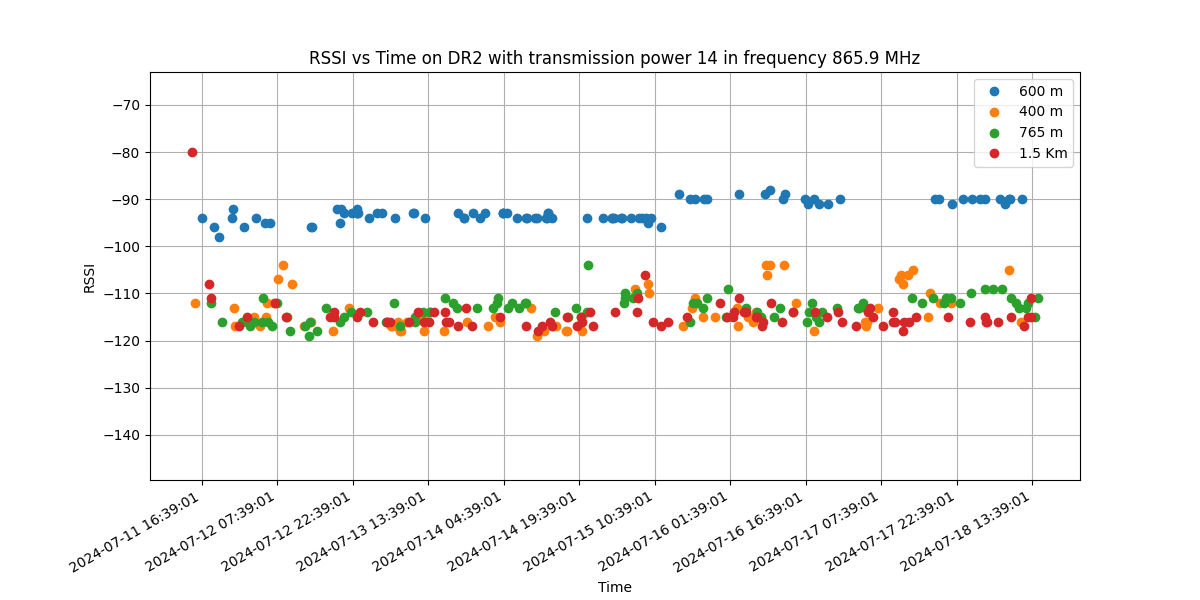 RSSI vs Time on DR2 with transmission power 14 in frequency 865.9 MHz
600 m
400 m
765 m
1.5 Km
−70
−80
−90
−100
−110
−120
−130
−140
RSSI
2024-07-11 16:39:01
2024-07-12 07:39:01
2024-07-12 22:39:01
2024-07-13 13:39:01
2024-07-14 04:39:01
2024-07-14 19:39:01
2024-07-15 10:39:01
2024-07-16 01:39:01
2024-07-16 16:39:01
2024-07-17 07:39:01
2024-07-17 22:39:01
2024-07-18 13:39:01
Time